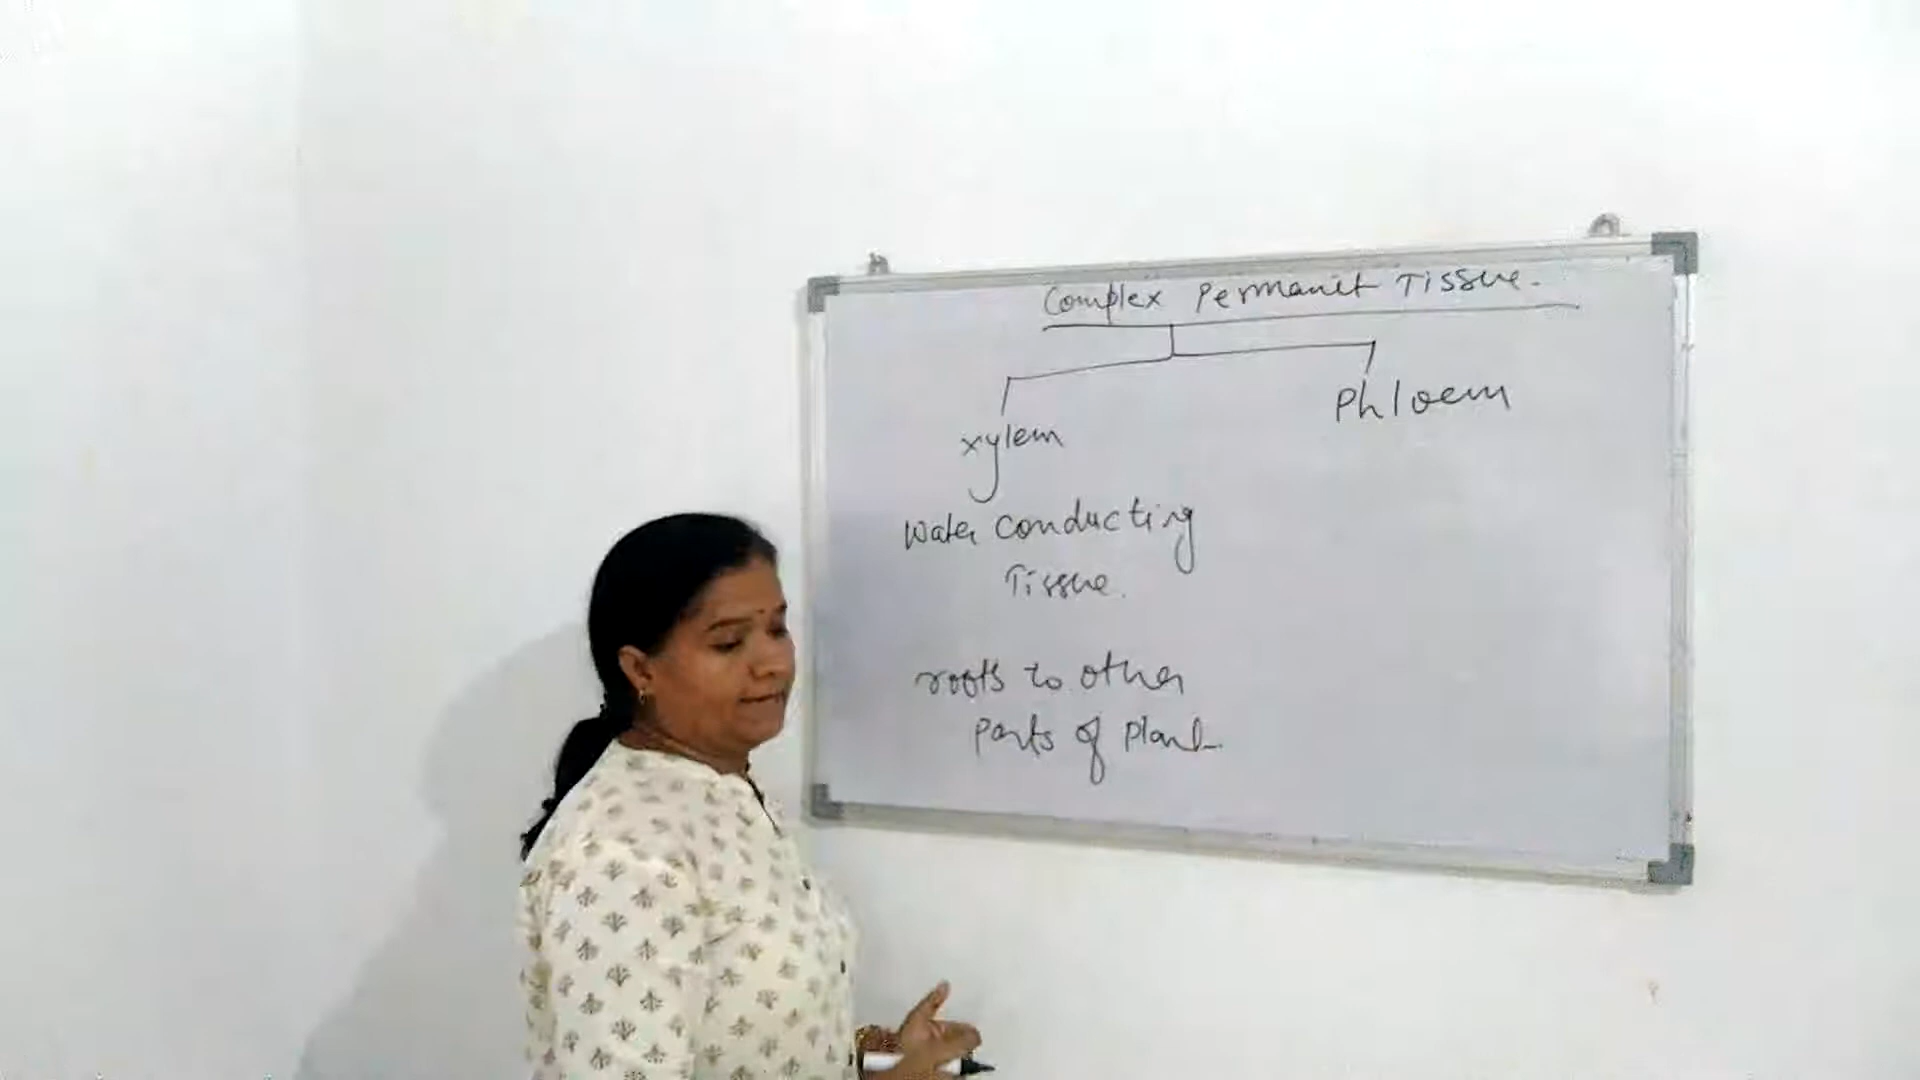 Complex Permanit Tissue.
xylem
Phloem
Water conducting
Tissue.
roots to other
parts of plant